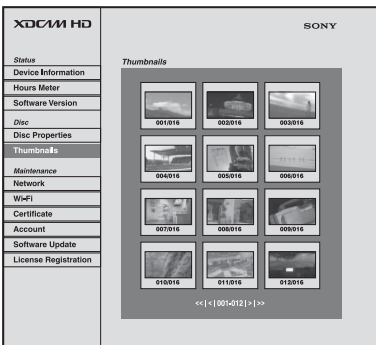 XDCAM HD
SONY
Status
Device Information
Hours Meter
Software Version
Disc
Disc Properties
Thumbnails
Maintenance
Network
Wi-Fi
Certificate
Account
Software Update
License Registration
Thumbnails
001/016
002/016
003/016
004/016
005/016
006/016
007/016
008/016
009/016
010/016
011/016
012/016
<<| < | 001-012 | > | >>